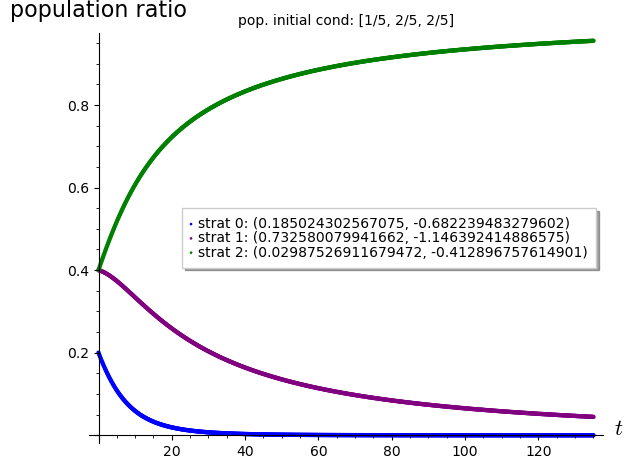 population ratio
pop. initial cond: [1/5, 2/5, 2/5]
0.8
0.6
strat 0: (0.185024302567075, -0.682239483279602)
strat 1: (0.732580079941662, -1.146392414886575)
strat 2: (0.02987526911679472, -0.412896757614901)
0.4
0.2
20 40 60 80 100 120
t